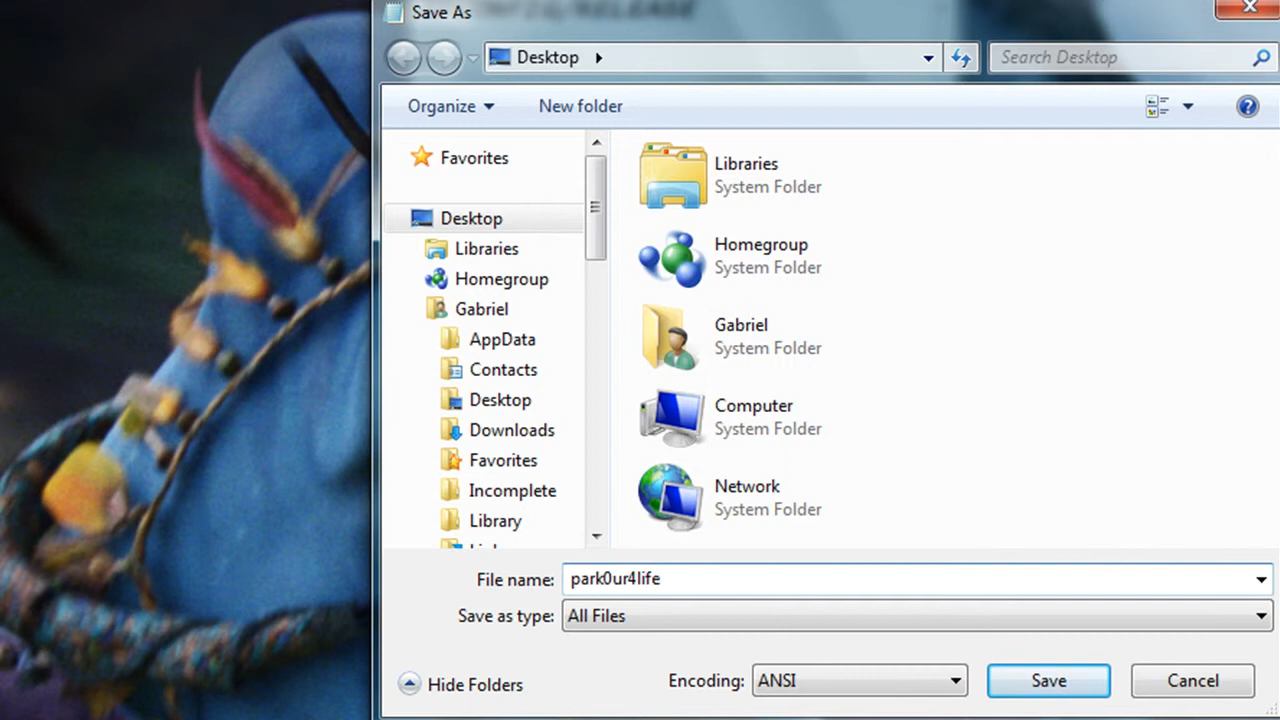 Save As
Desktop
Search Desktop
Organize
New folder
Favorites
Desktop
Libraries
Homegroup
Gabriel
AppData
Contacts
Desktop
Downloads
Favorites
Incomplete
Library
Libraries
System Folder
Homegroup
System Folder
Gabriel
System Folder
Computer
System Folder
Network
System Folder
File name: park0ur4life
Save as type: All Files
Hide Folders
Encoding: ANSI
Save
Cancel